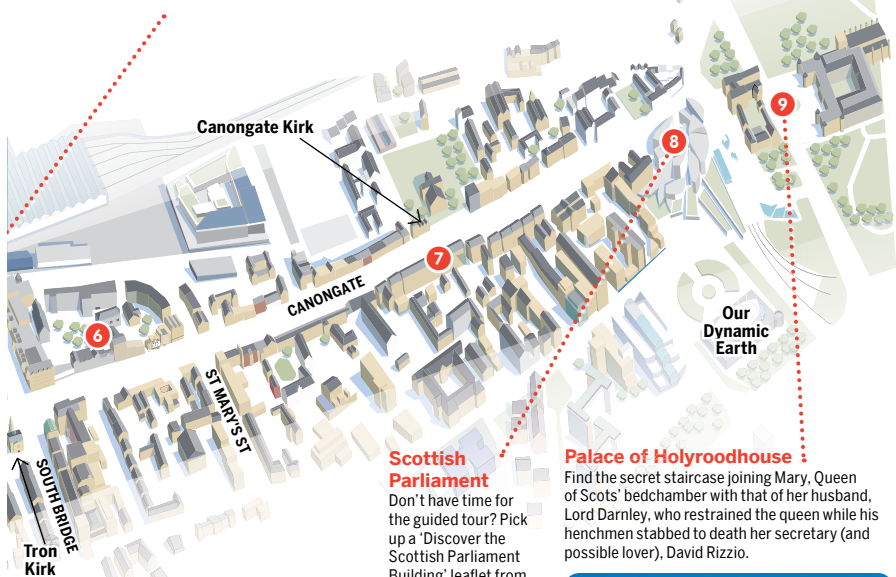 Canongate Kirk
9
8
7
CANONGATE
Our
Dynamic
Earth
6
ST MARY'S ST
SOUTH BRIDGE
Tron
Kirk
Scottish
Parliament
Don't have time for
the guided tour? Pick
up a ‘Discover the
Scottish Parliament
Building’ leaflet from
Palace of Holyroodhouse
Find the secret staircase joining Mary, Queen
of Scots’ bedchamber with that of her husband,
Lord Darnley, who restrained the queen while his
henchmen stabbed to death her secretary (and
possible lover), David Rizzio.